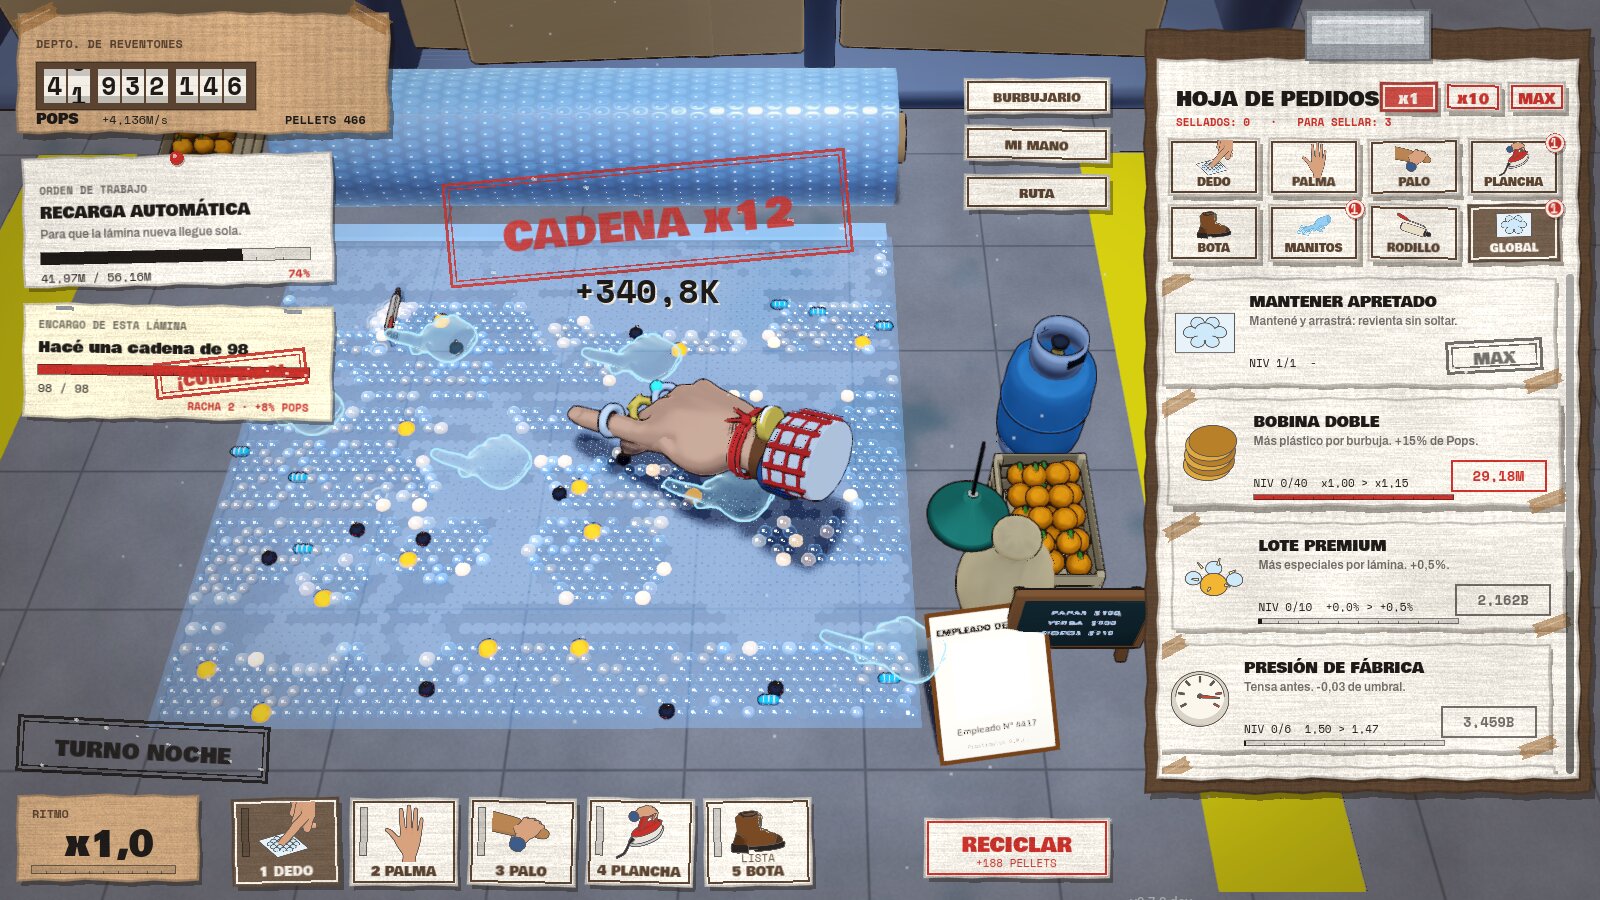 DEPTO. DE REVENTONES
41 932 146
POPS +4,136M/s PELLETS 466
ORDEN DE TRABAJO
RECARGA AUTOMÁTICA
Para que la lámina nueva llegue sola.
41,97M / 56,16M 74%
ENCARGO DE ESTA LÁMINA
Hacé una cadena de 98
98 / 98
RACHA 2 · +8% POPS
CADENA x12
+340,8K
BURBUJARIO
MI MANO
RUTA
HOJA DE PEDIDOS x1 x10 MAX
SELLADOS: 0 · PARA SELLAR: 3
DEDO
PALMA
PALO
PLANCHA 1
BOTA
MANITOS 1
RODILLO
GLOBAL 1
MANTENER APRETADO
Mantené y arrastrá: revienta sin soltar.
NIV 1/1 -
MAX
BOBINA DOBLE
Más plástico por burbuja. +15% de Pops.
NIV 0/40 x1,00 > x1,15
29,18M
LOTE PREMIUM
Más especiales por lámina. +0,5%.
NIV 0/10 +0,0% > +0,5%
2,162B
PRESIÓN DE FÁBRICA
Tensa antes. -0,03 de umbral.
NIV 0/6 1,50 > 1,47
3,459B
EMPLEADO DE
Empleado N° 4417
TURNO NOCHE
RITMO
x1,0
1 DEDO
2 PALMA
3 PALO
4 PLANCHA
LISTA
5 BOTA
RECICLAR
+188 PELLETS